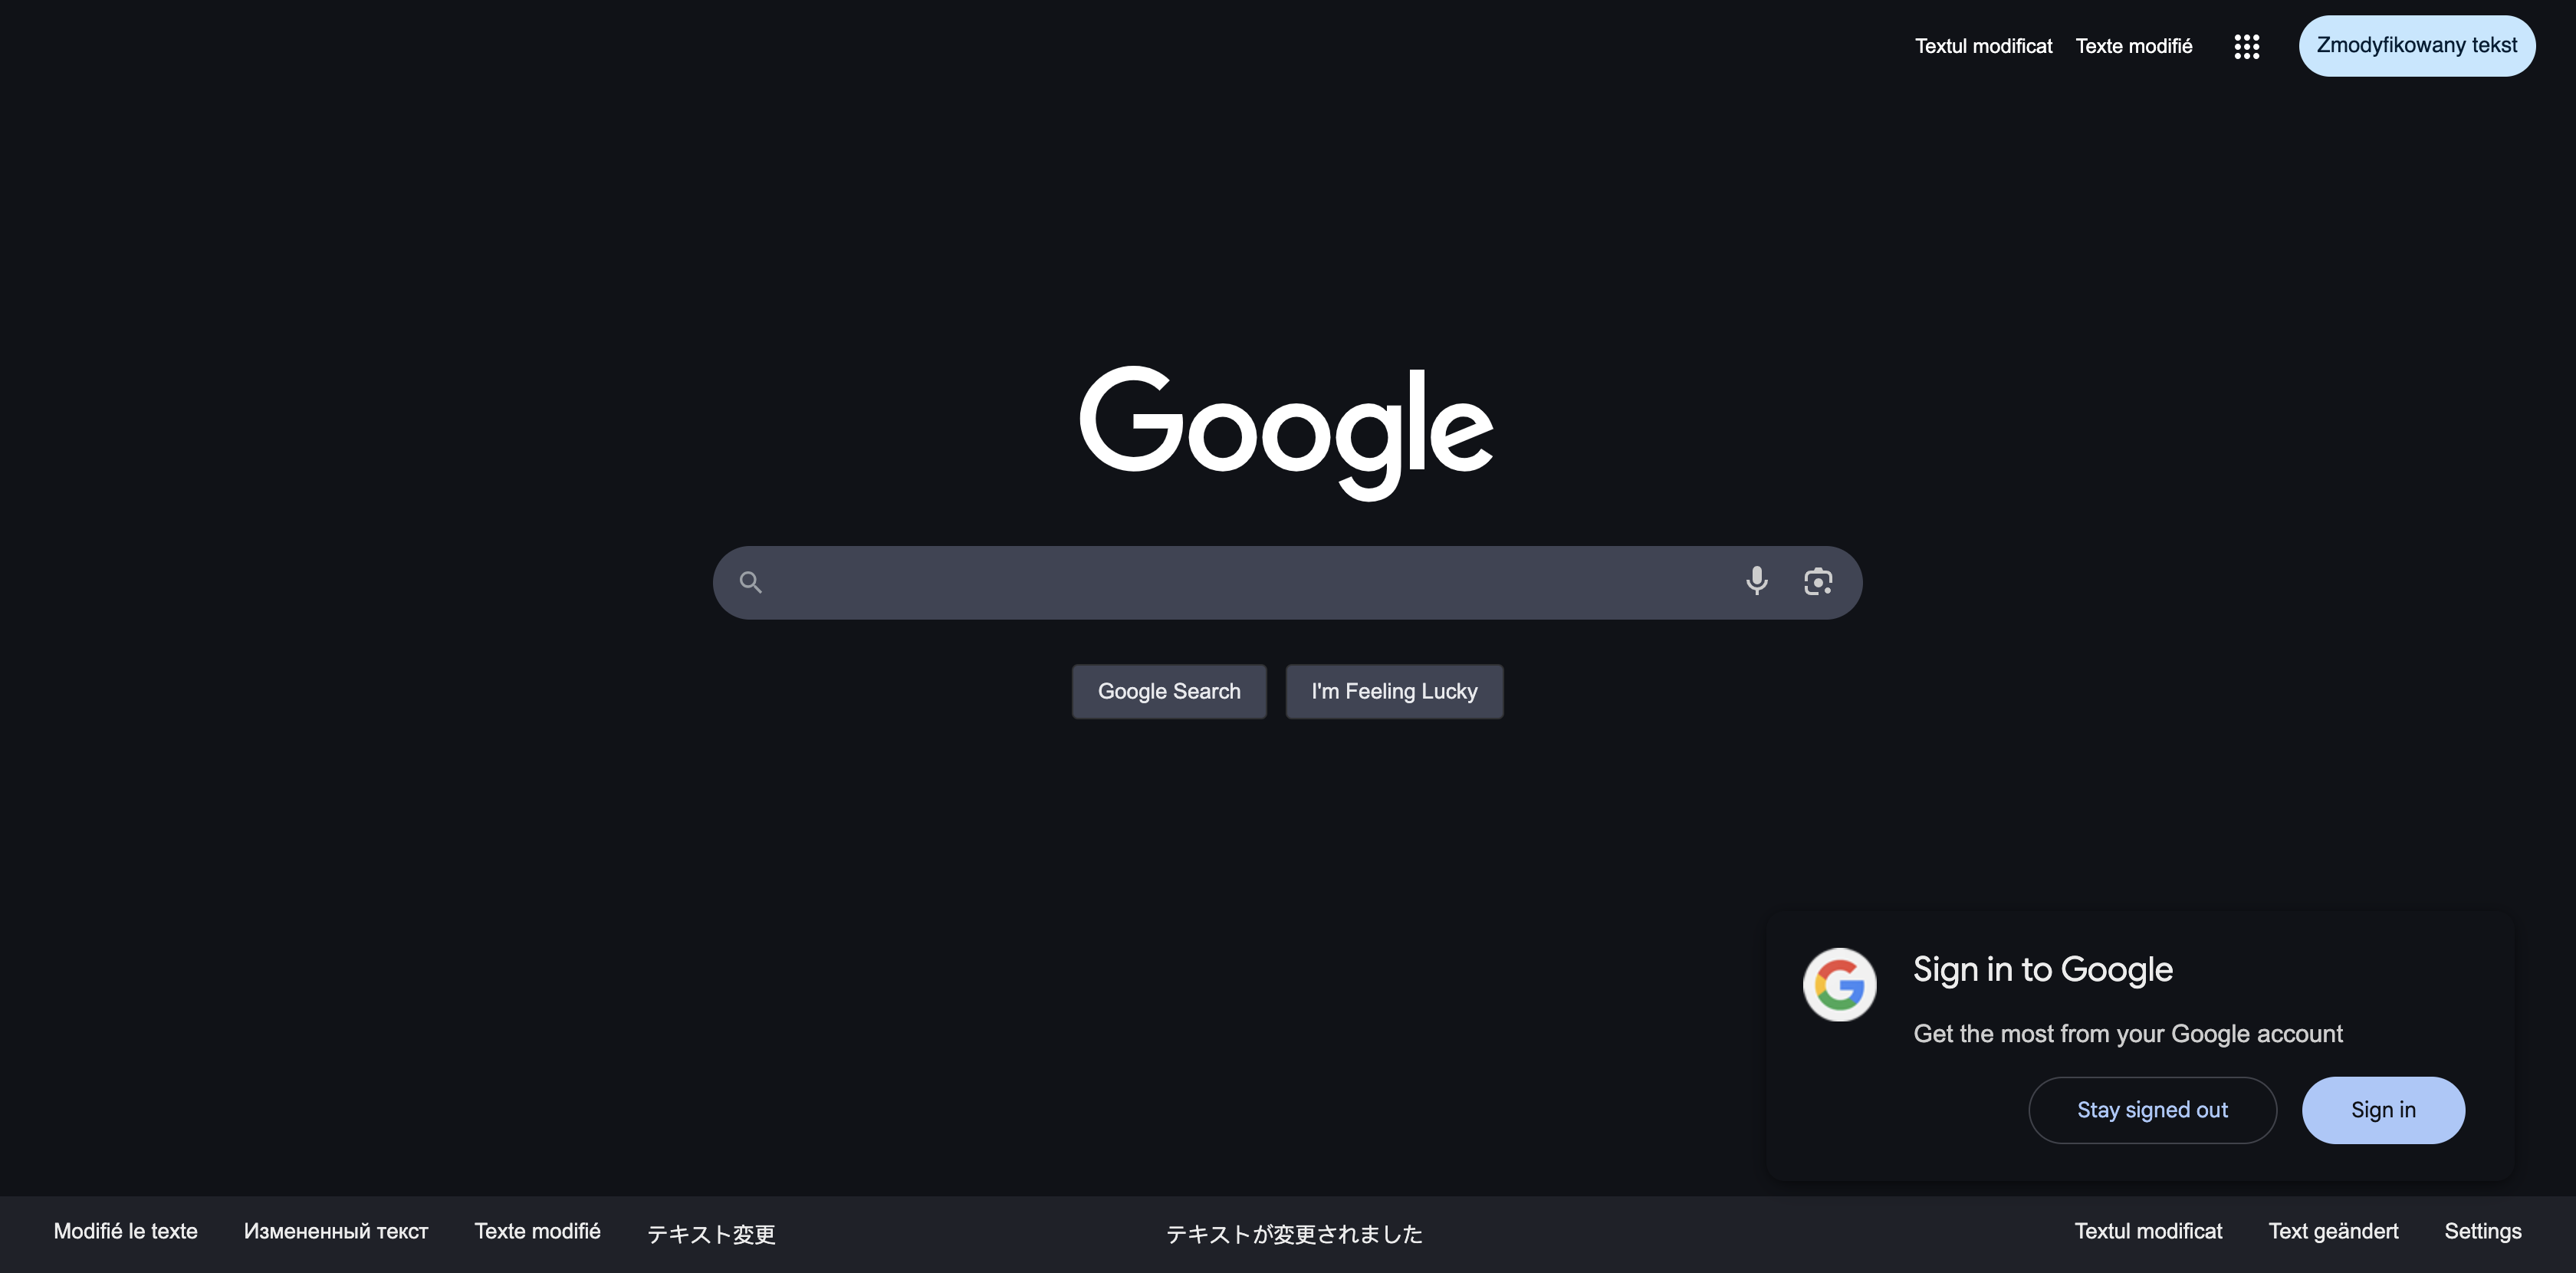 Textul modificat
Texte modifié
Zmodyfikowany tekst
Google
Google Search
I'm Feeling Lucky
Sign in to Google
Get the most from your Google account
Stay signed out
Sign in
Modifié le texte
Измененный текст
Texte modifié
テキスト変更
テキストが変更されました
Textul modificat
Text geändert
Settings